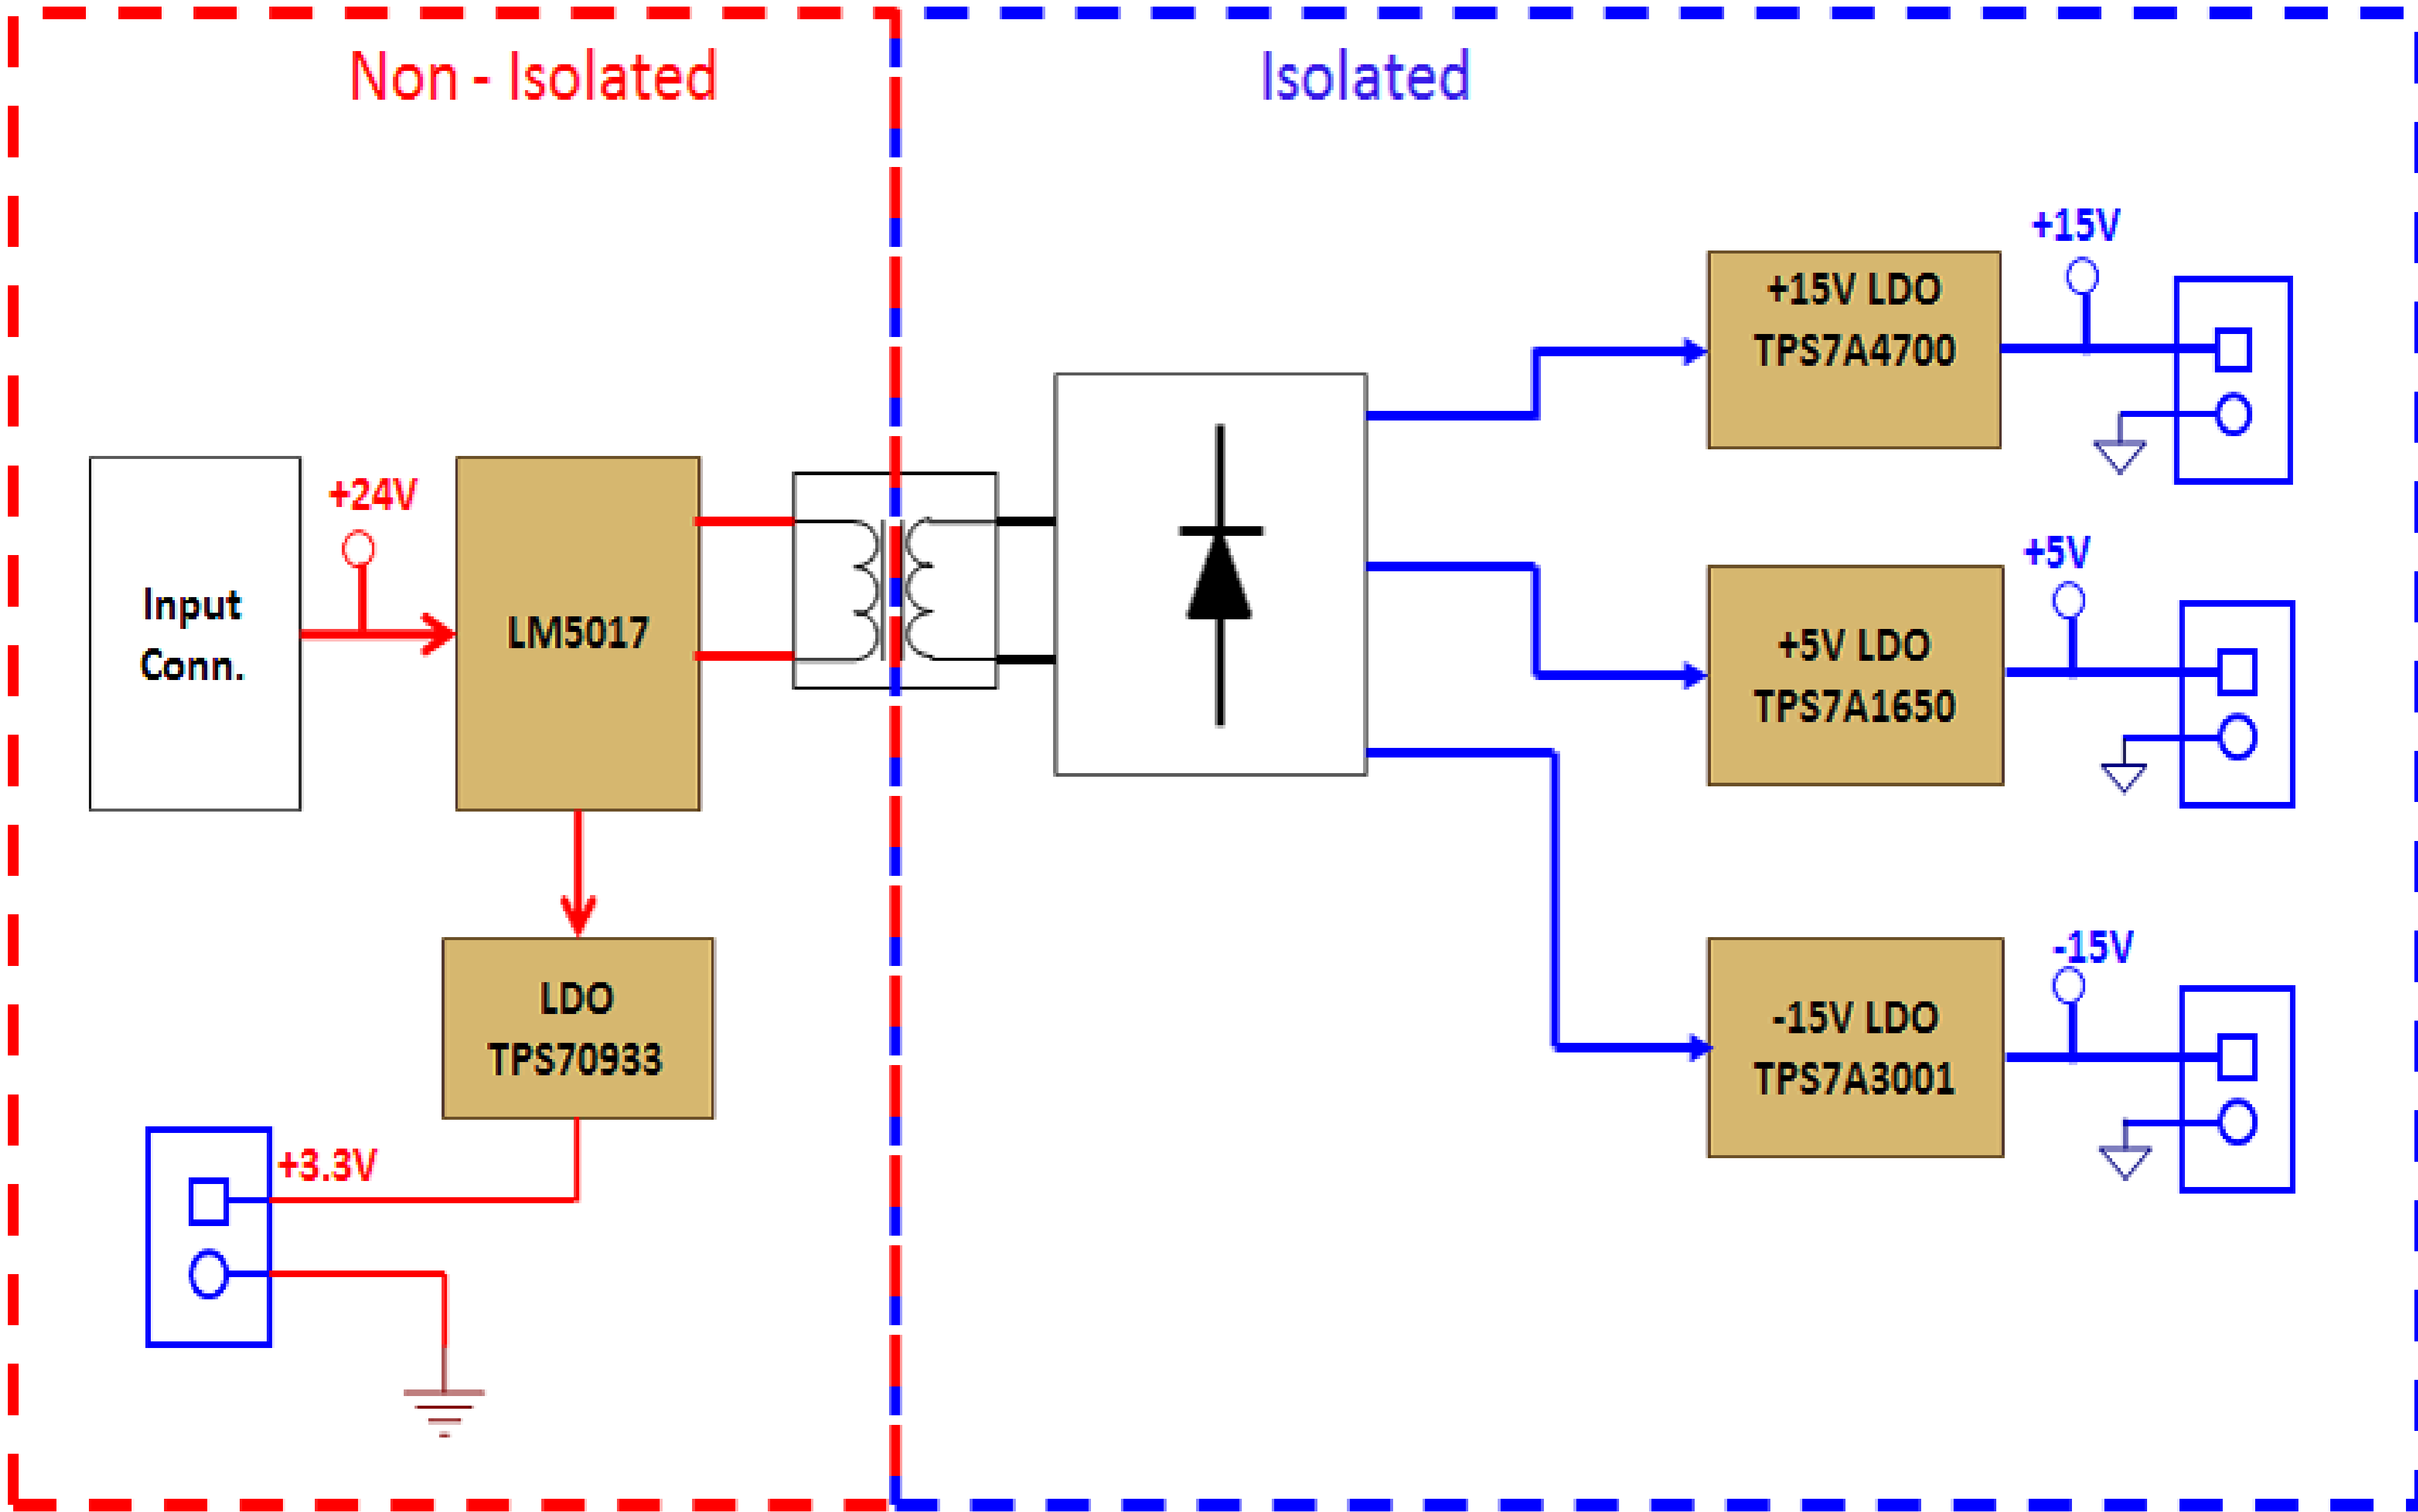 Non - Isolated
Isolated
+15V
+15V LDO
TPS7A4700
+24V
Input
Conn.
LM5017
+5V
+5V LDO
TPS7A1650
LDO
TPS70933
-15V
-15V LDO
TPS7A3001
+3.3V